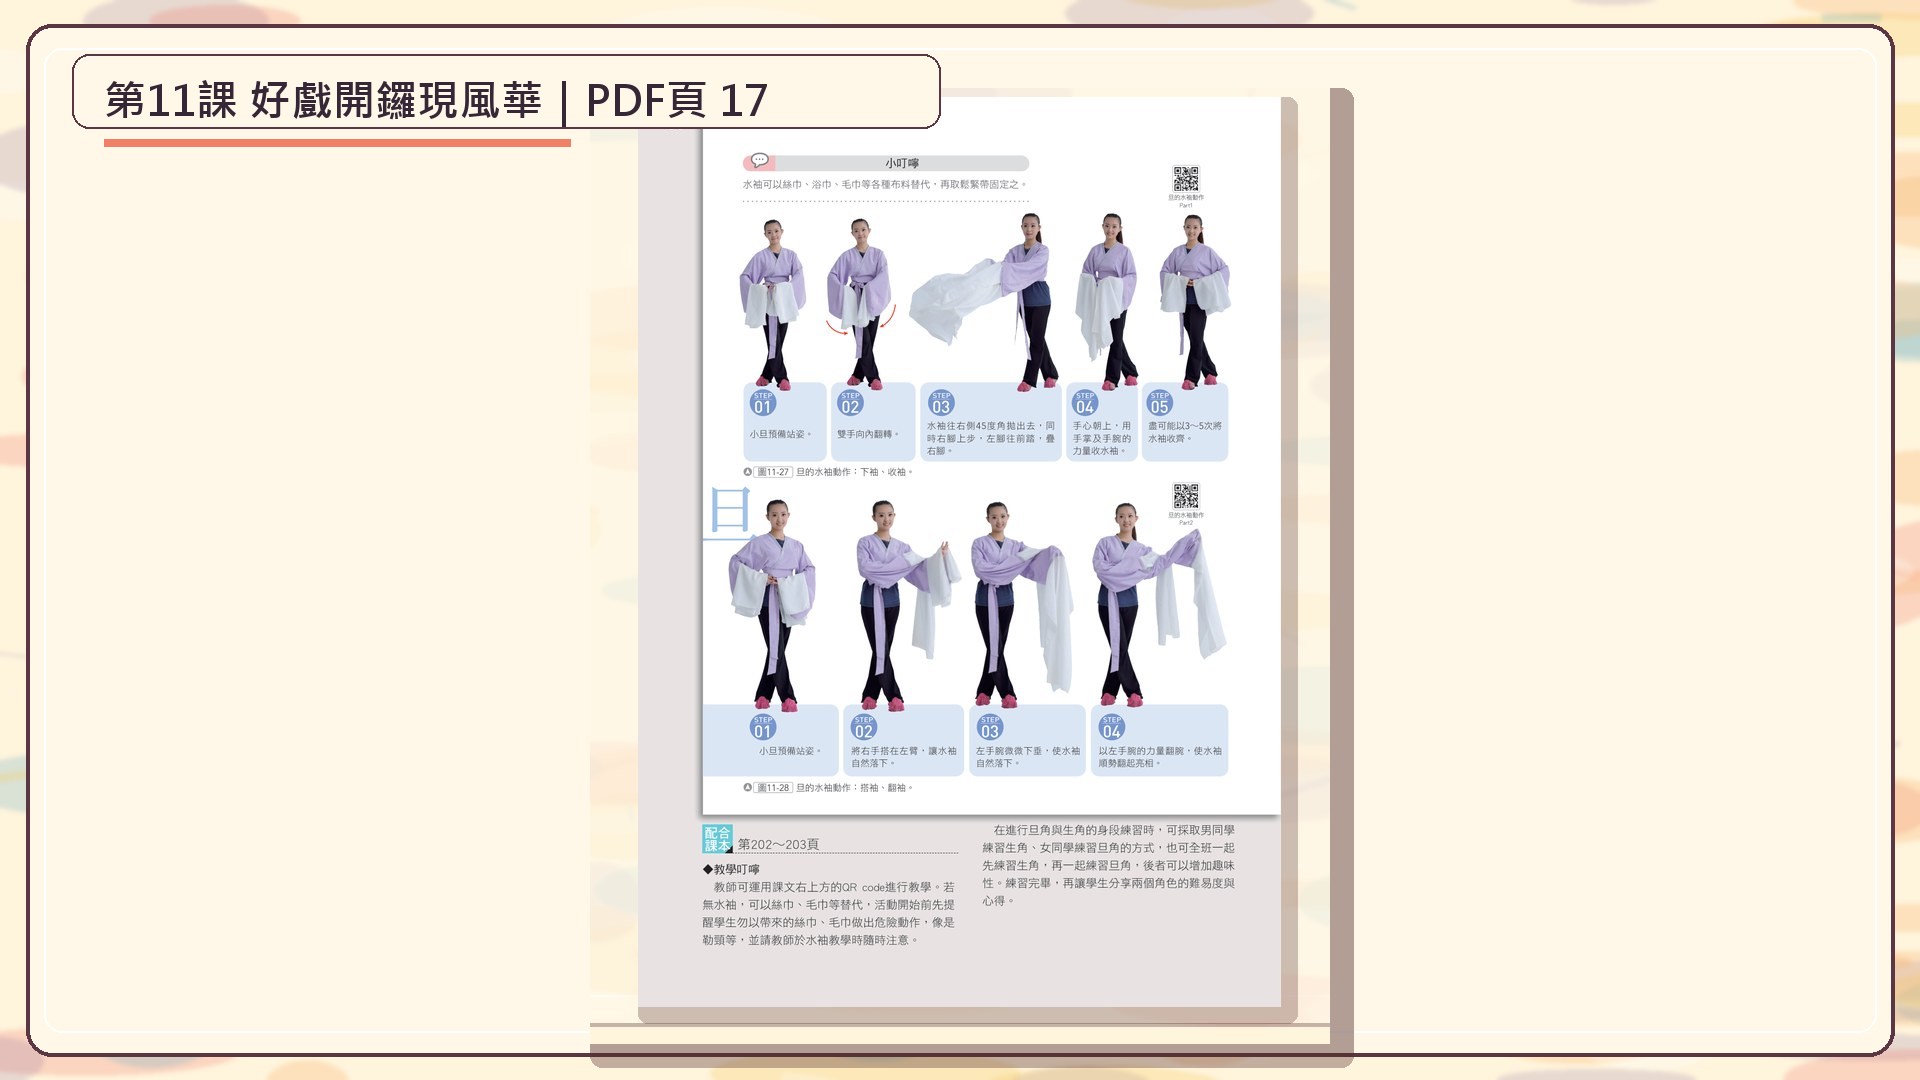 第11課 好戲開鑼現風華 | PDF頁 17
小叮嚀
水袖可以絲巾、浴巾、毛巾等各種布料替代，再取鬆緊帶固定之。
旦的水袖動作
Part1
STEP
01
小旦預備站姿。
STEP
02
雙手向內翻轉。
STEP
03
水袖往右側45度角拋出去，同
時右腳上步，左腳往前踏，疊
右腳。
STEP
04
手心朝上，用
手掌及手腕的
力量收水袖。
STEP
05
盡可能以3～5次將
水袖收齊。
圖11-27 旦的水袖動作：下袖、收袖。
旦
旦的水袖動作
Part2
STEP
01
小旦預備站姿。
STEP
02
將右手搭在左臂，讓水袖
自然落下。
STEP
03
左手腕微微下垂，使水袖
自然落下。
STEP
04
以左手腕的力量翻腕，使水袖
順勢翻起亮相。
圖11-28 旦的水袖動作：搭袖、翻袖。
配合
課本
第202～203頁
◆教學叮嚀
教師可運用課文右上方的QR code進行教學。若
無水袖，可以絲巾、毛巾等替代，活動開始前先提
醒學生勿以帶來的絲巾、毛巾做出危險動作，像是
勒頸等，並請教師於水袖教學時隨時注意。
在進行旦角與生角的身段練習時，可採取男同學
練習生角、女同學練習旦角的方式，也可全班一起
先練習生角，再一起練習旦角，後者可以增加趣味
性。練習完畢，再讓學生分享兩個角色的難易度與
心得。